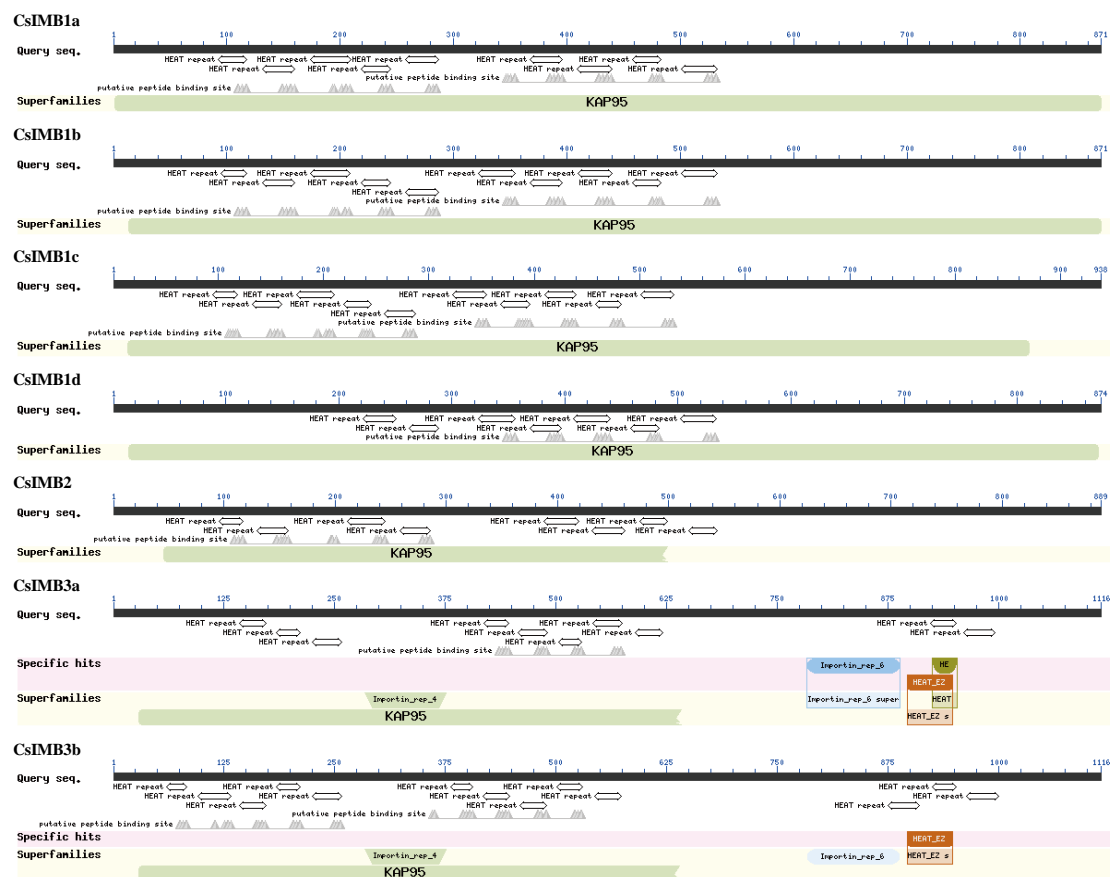 CsIMB1a
1 100 200 300 400 500 600 700 800 871
Query seq.
HEAT repeat HEAT repeat HEAT repeat HEAT repeat HEAT repeat
HEAT repeat HEAT repeat HEAT repeat HEAT repeat
putative peptide binding site
putative peptide binding site
Superfamilies KAP95
CsIMB1b
1 100 200 300 400 500 600 700 800 871
Query seq.
HEAT repeat HEAT repeat HEAT repeat HEAT repeat HEAT repeat
HEAT repeat HEAT repeat HEAT repeat HEAT repeat
HEAT repeat
putative peptide binding site
putative peptide binding site
Superfamilies KAP95
CsIMB1c
1 100 200 300 400 500 600 700 800 900 938
Query seq.
HEAT repeat HEAT repeat HEAT repeat HEAT repeat HEAT repeat
HEAT repeat HEAT repeat HEAT repeat HEAT repeat
HEAT repeat
putative peptide binding site
putative peptide binding site
Superfamilies KAP95
CsIMB1d
1 100 200 300 400 500 600 700 800 874
Query seq.
HEAT repeat HEAT repeat HEAT repeat HEAT repeat
HEAT repeat HEAT repeat HEAT repeat
putative peptide binding site
Superfamilies KAP95
CsIMB2
1 100 200 300 400 500 600 700 800 889
Query seq.
HEAT repeat HEAT repeat HEAT repeat HEAT repeat
HEAT repeat HEAT repeat HEAT repeat HEAT repeat
putative peptide binding site
Superfamilies KAP95
CsIMB3a
1 125 250 375 500 625 750 875 1000 1116
Query seq.
HEAT repeat HEAT repeat HEAT repeat HEAT repeat
HEAT repeat HEAT repeat HEAT repeat HEAT repeat
HEAT repeat HEAT repeat
putative peptide binding site
Specific hits Importin_rep_6 HE
HEAT_EZ
Superfamilies Importin_rep_4 Importin_rep_6 super HEAT
KAP95 HEAT_EZ s
CsIMB3b
1 125 250 375 500 625 750 875 1000 1116
Query seq.
HEAT repeat HEAT repeat HEAT repeat HEAT repeat HEAT repeat
HEAT repeat HEAT repeat HEAT repeat HEAT repeat HEAT repeat
HEAT repeat HEAT repeat HEAT repeat
putative peptide binding site
putative peptide binding site
Specific hits HEAT_EZ
Superfamilies Importin_rep_4 Importin_rep_6 HEAT_EZ s
KAP95